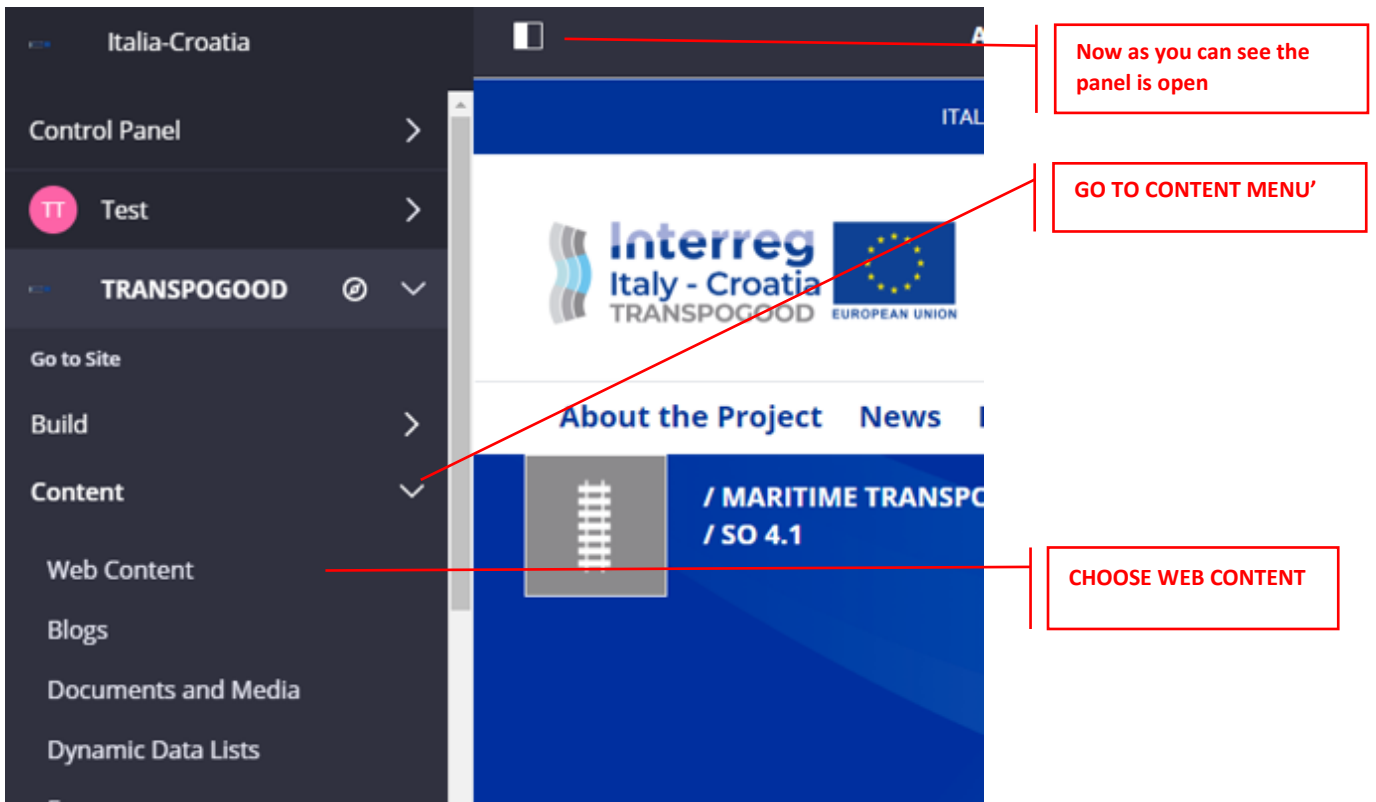 Italia-Croatia
Control Panel
TT Test
TRANSPOGOOD
Go to Site
Build
Content
Web Content
Blogs
Documents and Media
Dynamic Data Lists
A
ITAL
Interreg
Italy - Croatia
TRANSPOGOOD
EUROPEAN UNION
About the Project News
/ MARITIME TRANSPO
/ SO 4.1
Now as you can see the
panel is open
GO TO CONTENT MENU’
CHOOSE WEB CONTENT